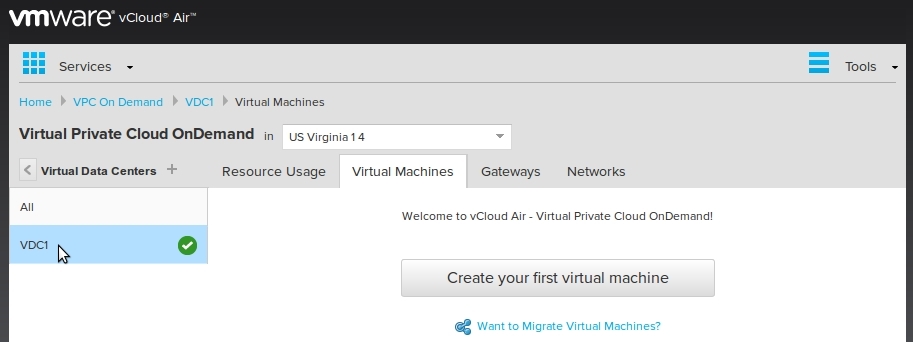 vmware® vCloud® Air™
Services Tools
Home VPC On Demand VDC1 Virtual Machines
Virtual Private Cloud OnDemand in US Virginia 1 4
Virtual Data Centers + Resource Usage Virtual Machines Gateways Networks
All
Welcome to vCloud Air - Virtual Private Cloud OnDemand!
VDC1
Create your first virtual machine
Want to Migrate Virtual Machines?